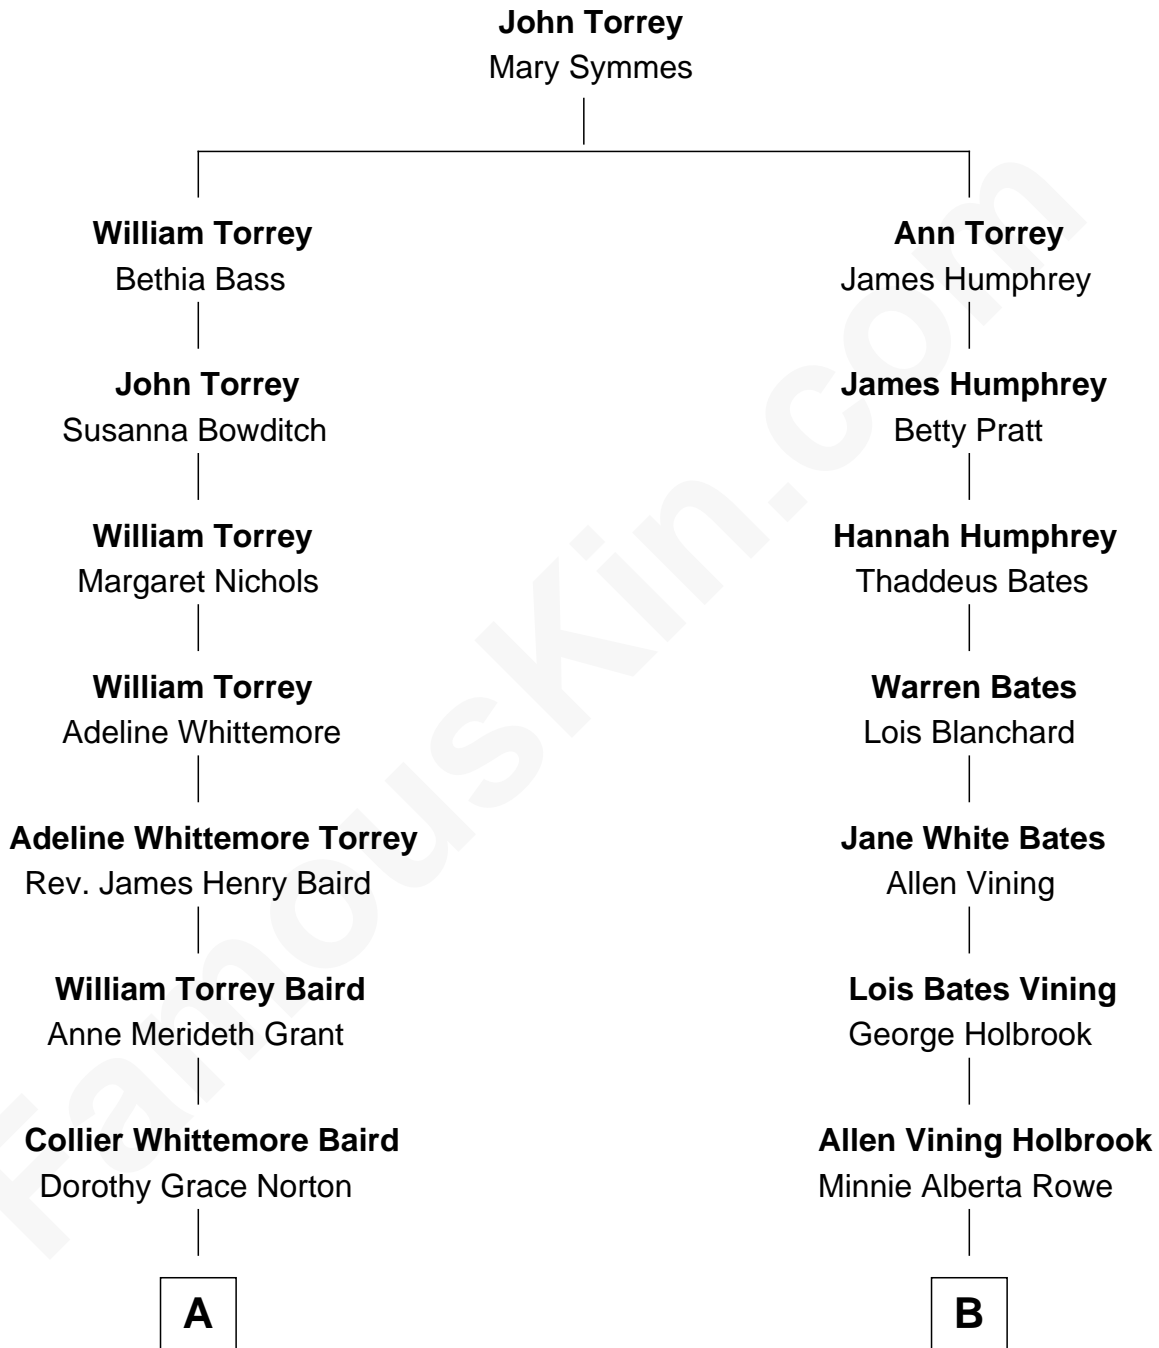 John Torrey
Mary Symmes
William Torrey
Bethia Bass
John Torrey
Susanna Bowditch
William Torrey
Margaret Nichols
William Torrey
Adeline Whittemore
Adeline Whittemore Torrey
Rev. James Henry Baird
William Torrey Baird
Anne Merideth Grant
Collier Whittemore Baird
Dorothy Grace Norton
A
Ann Torrey
James Humphrey
James Humphrey
Betty Pratt
Hannah Humphrey
Thaddeus Bates
Warren Bates
Lois Blanchard
Jane White Bates
Allen Vining
Lois Bates Vining
George Holbrook
Allen Vining Holbrook
Minnie Alberta Rowe
B
FamousKin.com